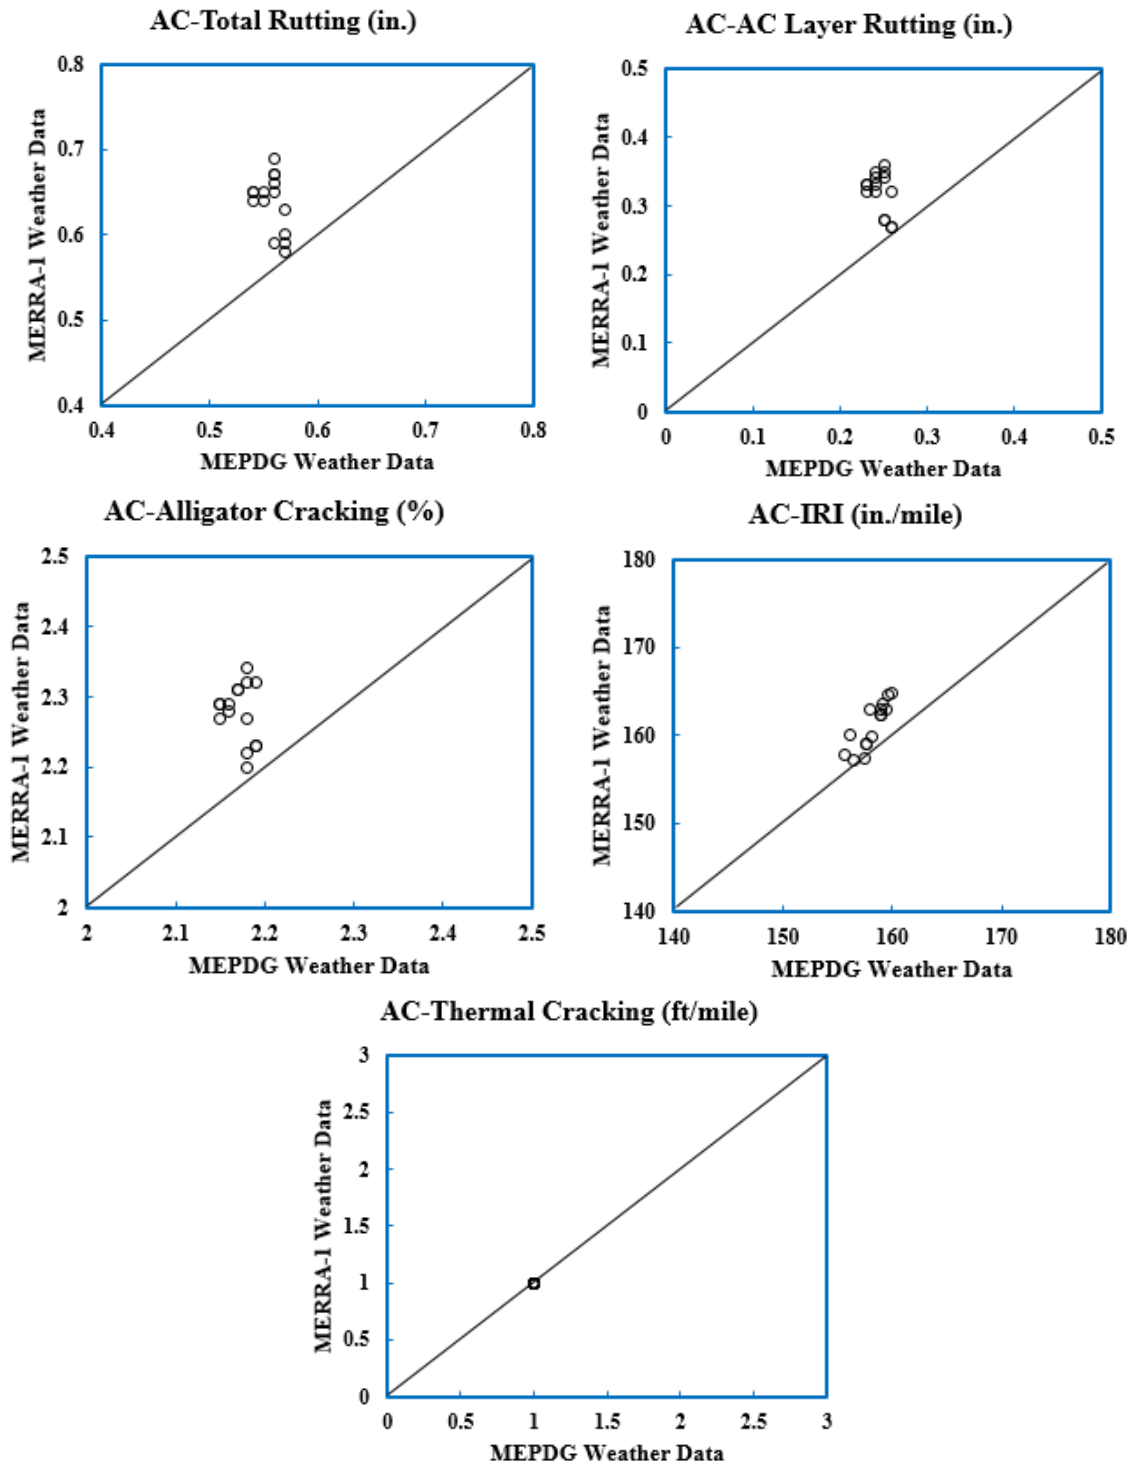 AC-Total Rutting (in.)
0.8
0.7
0.6
0.5
0.4
MERRA-1 Weather Data
0.4 0.5 0.6 0.7 0.8
MEPDG Weather Data
AC-AC Layer Rutting (in.)
0.5
0.4
0.3
0.2
0.1
0
MERRA-1 Weather Data
0 0.1 0.2 0.3 0.4 0.5
MEPDG Weather Data
AC-Alligator Cracking (%)
2.5
2.4
2.3
2.2
2.1
2
MERRA-1 Weather Data
2 2.1 2.2 2.3 2.4 2.5
MEPDG Weather Data
AC-IRI (in./mile)
180
170
160
150
140
MERRA-1 Weather Data
140 150 160 170 180
MEPDG Weather Data
AC-Thermal Cracking (ft/mile)
3
2.5
2
1.5
1
0.5
0
MERRA-1 Weather Data
0 0.5 1 1.5 2 2.5 3
MEPDG Weather Data